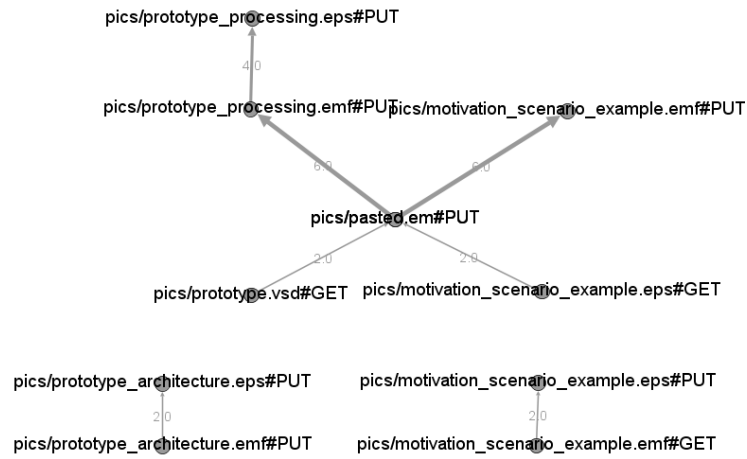 pics/prototype_processing.eps#PUT
4.0
pics/prototype_processing.emf#PUT
pics/motivation_scenario_example.emf#PUT
6.0
6.0
pics/pasted.em#PUT
2.0
2.0
pics/prototype.vsd#GET
pics/motivation_scenario_example.eps#GET
pics/prototype_architecture.eps#PUT
pics/motivation_scenario_example.eps#PUT
2.0
2.0
pics/prototype_architecture.emf#PUT
pics/motivation_scenario_example.emf#GET